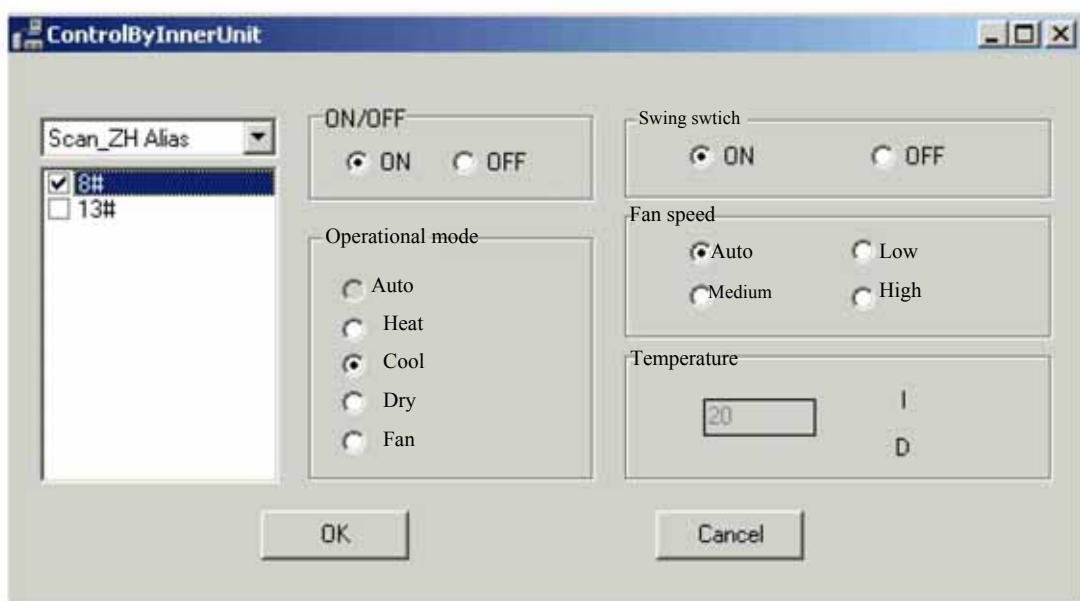 ControlByInnerUnit
Scan_ZH Alias
8#
13#
ON/OFF
ON OFF
Operational mode
Auto
Heat
Cool
Dry
Fan
Swing swtich
ON OFF
Fan speed
Auto Low
Medium High
Temperature
20 I
D
OK Cancel